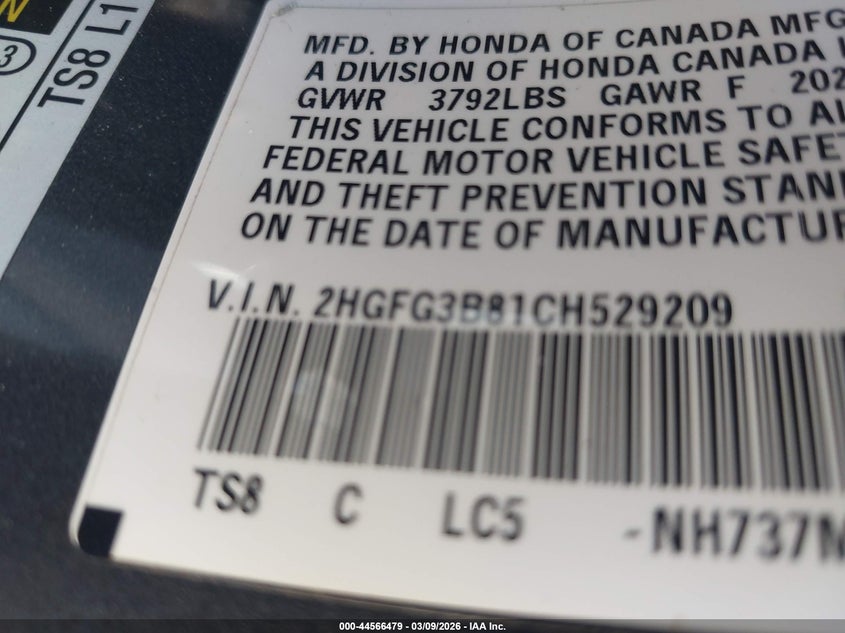 N
3
TS8 L1
MFD. BY HONDA OF CANADA MFG
A DIVISION OF HONDA CANADA
GVWR 3792LBS GAWR F 202
THIS VEHICLE CONFORMS TO AL
FEDERAL MOTOR VEHICLE SAFET
AND THEFT PREVENTION STAN
ON THE DATE OF MANUFACTUR
V.I.N. 2HGFG3B81CH529209
TS8 C LC5 -NH737M
000-44566479 - 03/09/2026 - IAA Inc.